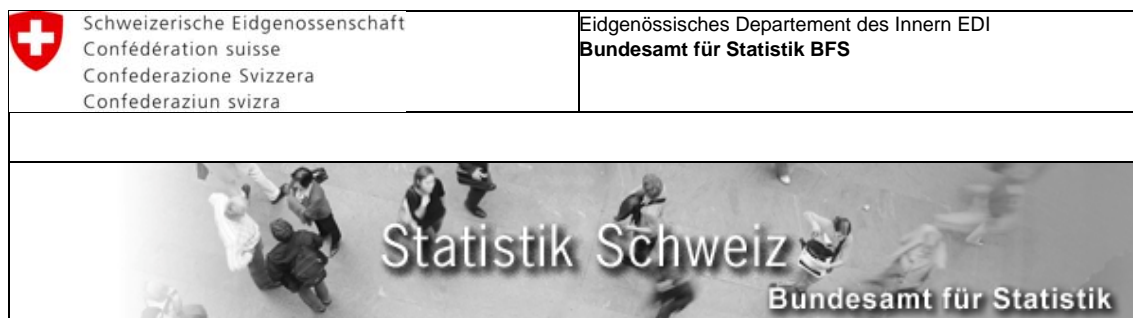 Schweizerische Eidgenossenschaft
Confédération suisse
Confederazione Svizzera
Confederaziun svizra
Eidgenössisches Departement des Innern EDI
Bundesamt für Statistik BFS
Statistik Schweiz
Bundesamt für Statistik